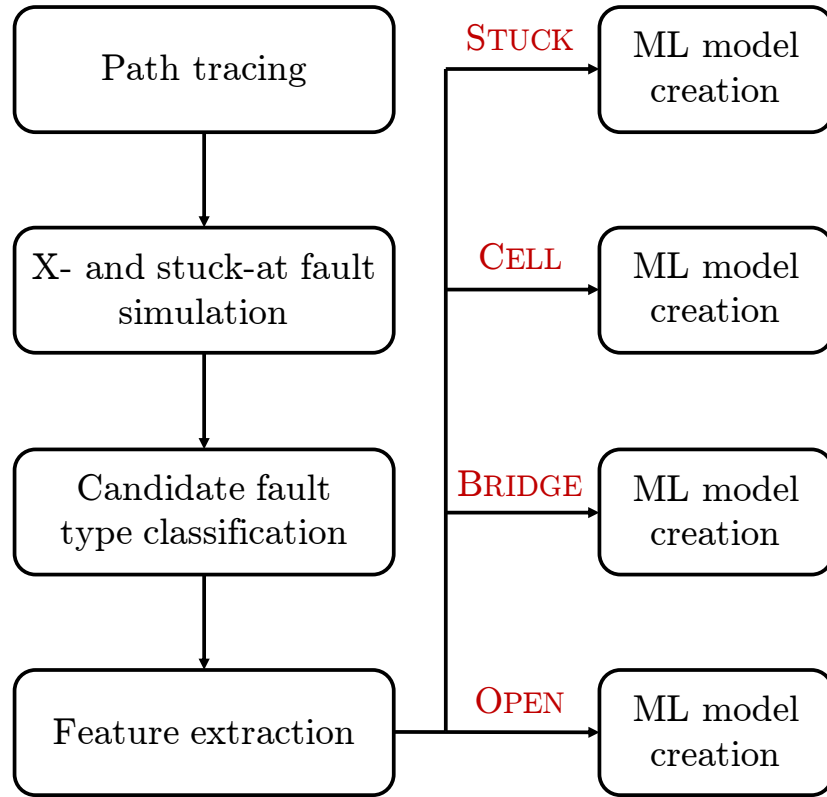 Path tracing
X- and stuck-at fault
simulation
Candidate fault
type classification
Feature extraction
STUCK
ML model
creation
CELL
ML model
creation
BRIDGE
ML model
creation
OPEN
ML model
creation